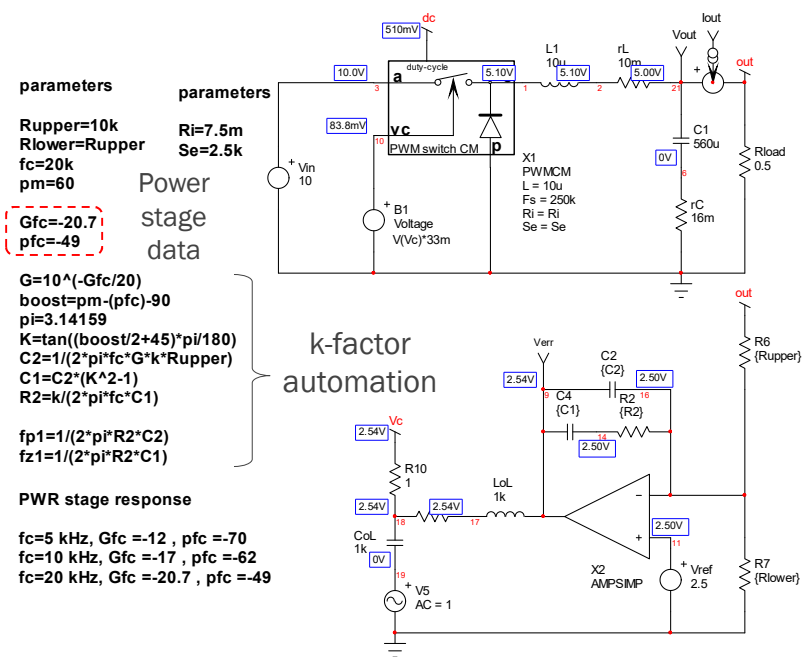 parameters
Rupper=10k
Rlower=Rupper
fc=20k
pm=60
Gfc=-20.7
pfc=-49
G=10^(-Gfc/20)
boost=pm-(pfc)-90
pi=3.14159
K=tan((boost/2+45)*pi/180)
C2=1/(2*pi*fc*G*k*Rupper)
C1=C2*(K^2-1)
R2=k/(2*pi*fc*C1)
fp1=1/(2*pi*R2*C2)
fz1=1/(2*pi*R2*C1)
PWR stage response
fc=5 kHz, Gfc =-12 , pfc =-70
fc=10 kHz, Gfc =-17 , pfc =-62
fc=20 kHz, Gfc =-20.7 , pfc =-49
parameters
Ri=7.5m
Se=2.5k
Power
stage
data
k-factor
automation
dc
510mV
10.0V
3
a
duty-cycle
5.10V
1
L1
10u
5.10V
2
rL
10m
5.00V
21
Vout
Iout
+
out
83.8mV
10
vc
PWM switch CM
p
X1
PWMCM
L = 10u
Fs = 250k
Ri = Ri
Se = Se
+
Vin
10
+
B1
Voltage
V(Vc)*33m
C1
560u
0V
6
rC
16m
Rload
0.5
out
R6
{Rupper}
Verr
2.54V
9
C2
{C2}
2.50V
16
C4
{C1}
14
R2
{R2}
2.50V
Vc
2.54V
R10
1
2.54V
18
2.54V
17
LoL
1k
CoL
1k
0V
19
+
V5
AC = 1
−
+
2.50V
11
X2
AMPSIMP
+
Vref
2.5
R7
{Rlower}